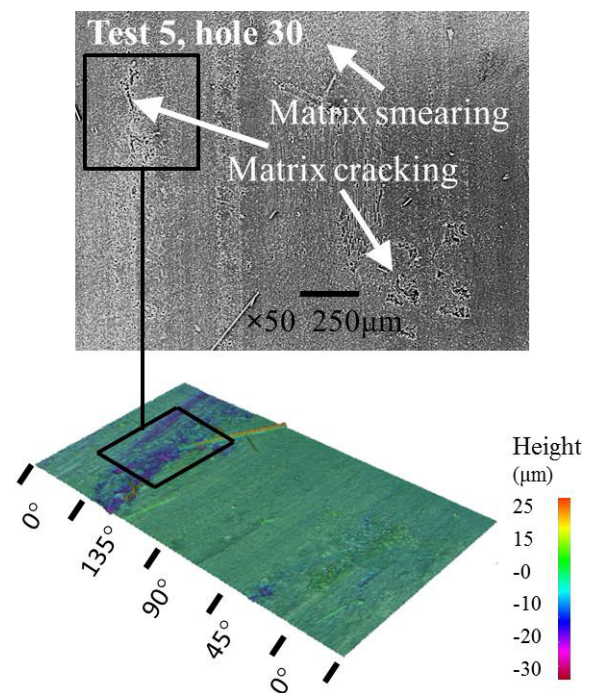 Test 5, hole 30
Matrix smearing
Matrix cracking
×50 250μm
Height
(μm)
25
15
-0
-10
-20
-30
0°
135°
90°
45°
0°